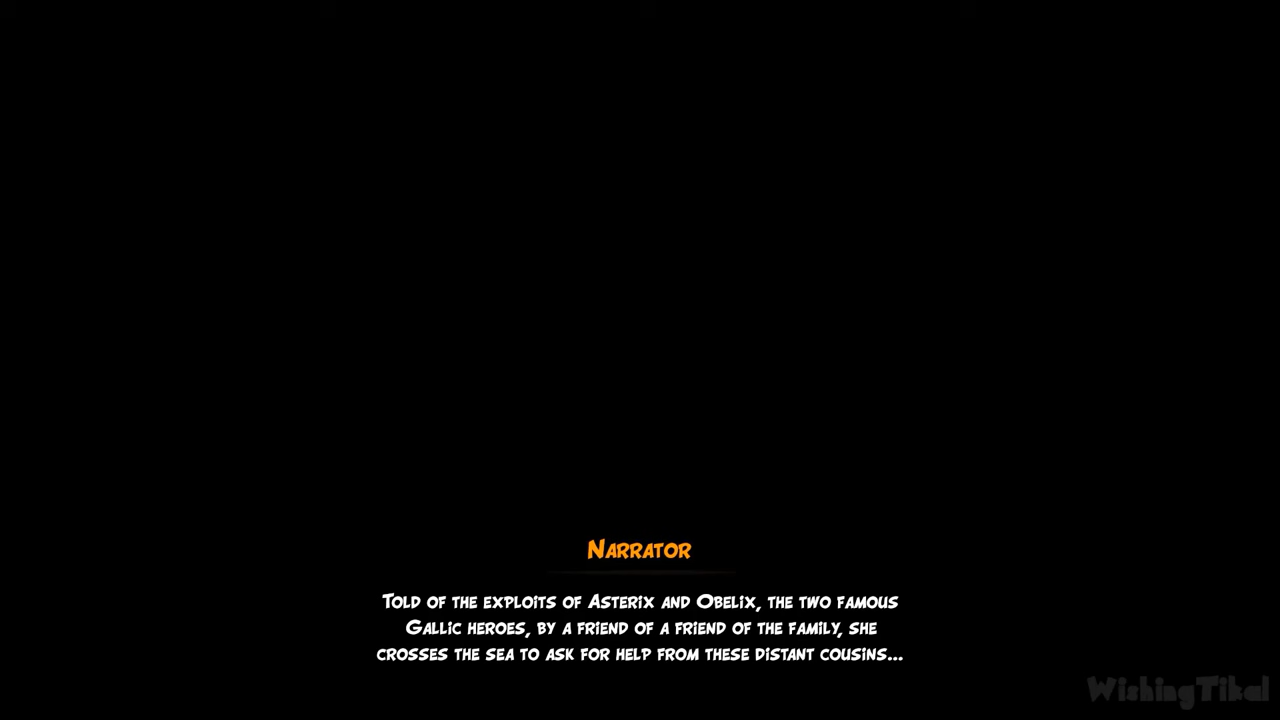 Narrator
Told of the exploits of Asterix and Obelix, the two famous
Gallic heroes, by a friend of a friend of the family, she
crosses the sea to ask for help from these distant cousins...
WishingTikal